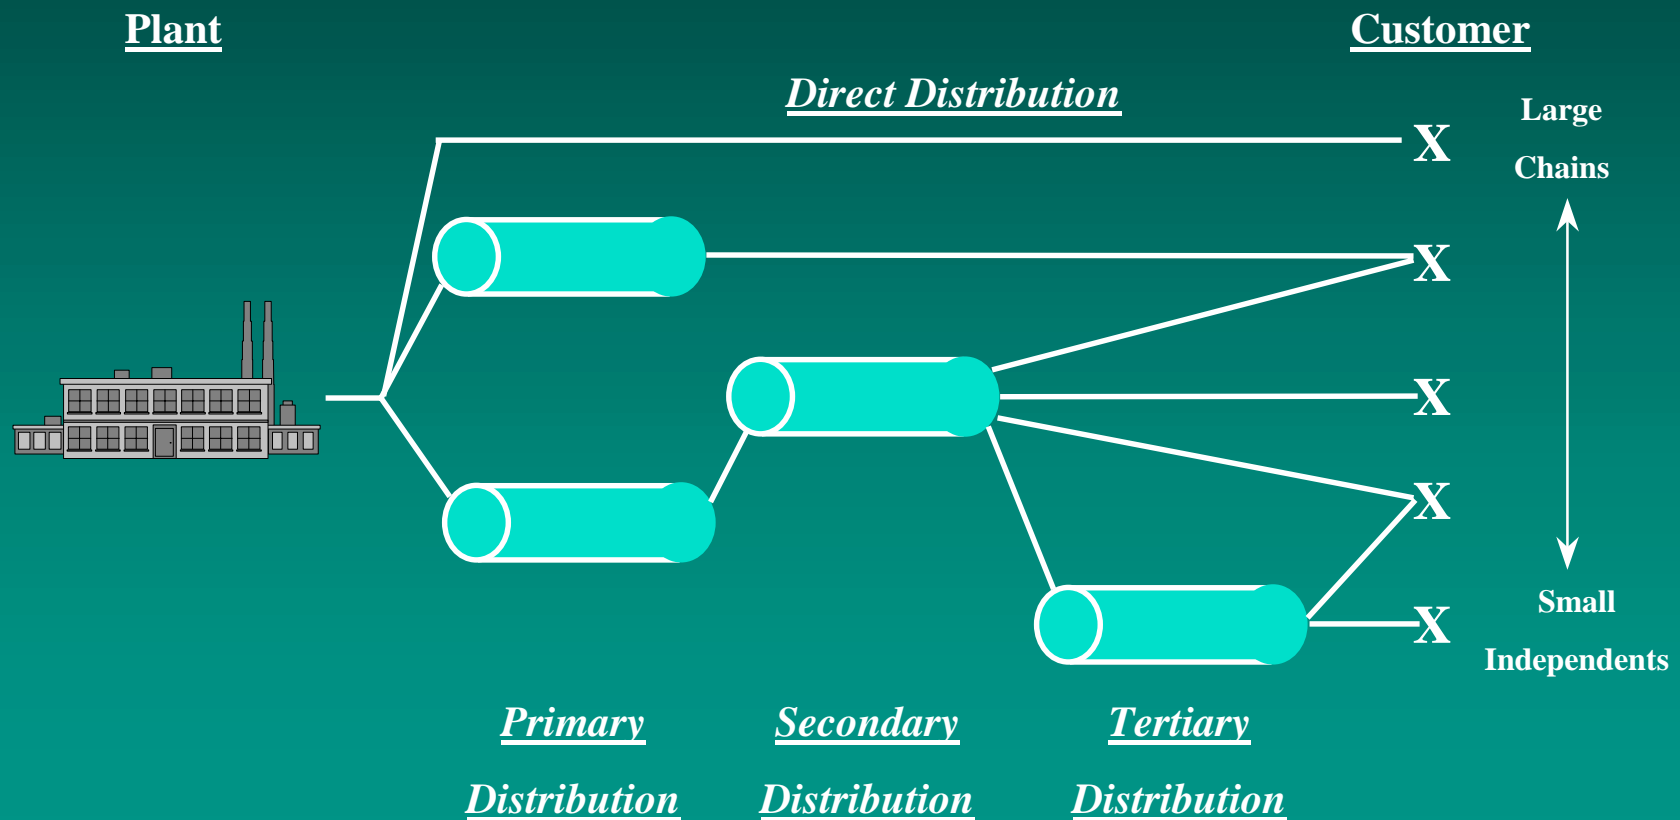 Plant
Customer
Direct Distribution
Large
Chains
X
X
X
X
X
Small
Independents
Primary
Distribution
Secondary
Distribution
Tertiary
Distribution